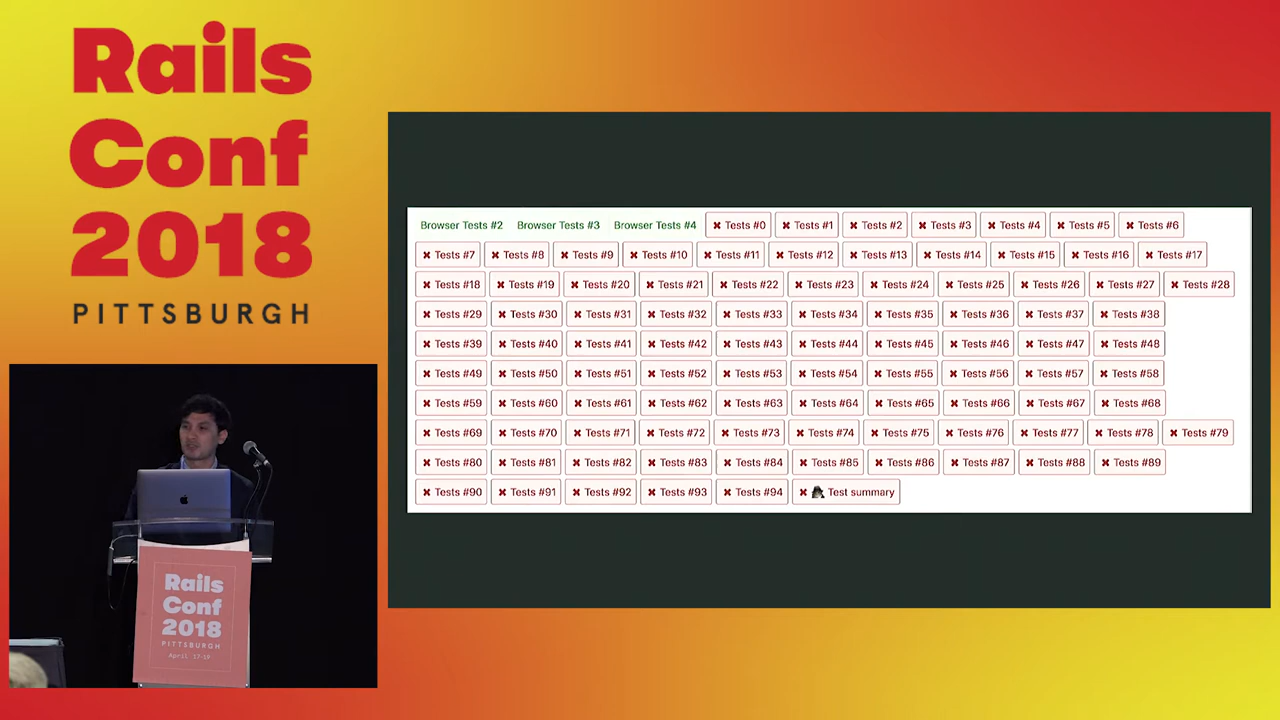 Rails
Conf
2018
PITTSBURGH
Browser Tests #2 Browser Tests #3 Browser Tests #4 ✖ Tests #0 ✖ Tests #1 ✖ Tests #2 ✖ Tests #3 ✖ Tests #4 ✖ Tests #5 ✖ Tests #6
✖ Tests #7 ✖ Tests #8 ✖ Tests #9 ✖ Tests #10 ✖ Tests #11 ✖ Tests #12 ✖ Tests #13 ✖ Tests #14 ✖ Tests #15 ✖ Tests #16 ✖ Tests #17
✖ Tests #18 ✖ Tests #19 ✖ Tests #20 ✖ Tests #21 ✖ Tests #22 ✖ Tests #23 ✖ Tests #24 ✖ Tests #25 ✖ Tests #26 ✖ Tests #27 ✖ Tests #28
✖ Tests #29 ✖ Tests #30 ✖ Tests #31 ✖ Tests #32 ✖ Tests #33 ✖ Tests #34 ✖ Tests #35 ✖ Tests #36 ✖ Tests #37 ✖ Tests #38
✖ Tests #39 ✖ Tests #40 ✖ Tests #41 ✖ Tests #42 ✖ Tests #43 ✖ Tests #44 ✖ Tests #45 ✖ Tests #46 ✖ Tests #47 ✖ Tests #48
✖ Tests #49 ✖ Tests #50 ✖ Tests #51 ✖ Tests #52 ✖ Tests #53 ✖ Tests #54 ✖ Tests #55 ✖ Tests #56 ✖ Tests #57 ✖ Tests #58
✖ Tests #59 ✖ Tests #60 ✖ Tests #61 ✖ Tests #62 ✖ Tests #63 ✖ Tests #64 ✖ Tests #65 ✖ Tests #66 ✖ Tests #67 ✖ Tests #68
✖ Tests #69 ✖ Tests #70 ✖ Tests #71 ✖ Tests #72 ✖ Tests #73 ✖ Tests #74 ✖ Tests #75 ✖ Tests #76 ✖ Tests #77 ✖ Tests #78 ✖ Tests #79
✖ Tests #80 ✖ Tests #81 ✖ Tests #82 ✖ Tests #83 ✖ Tests #84 ✖ Tests #85 ✖ Tests #86 ✖ Tests #87 ✖ Tests #88 ✖ Tests #89
✖ Tests #90 ✖ Tests #91 ✖ Tests #92 ✖ Tests #93 ✖ Tests #94 ✖ Test summary
Rails
Conf
2018
PITTSBURGH
April 17-19